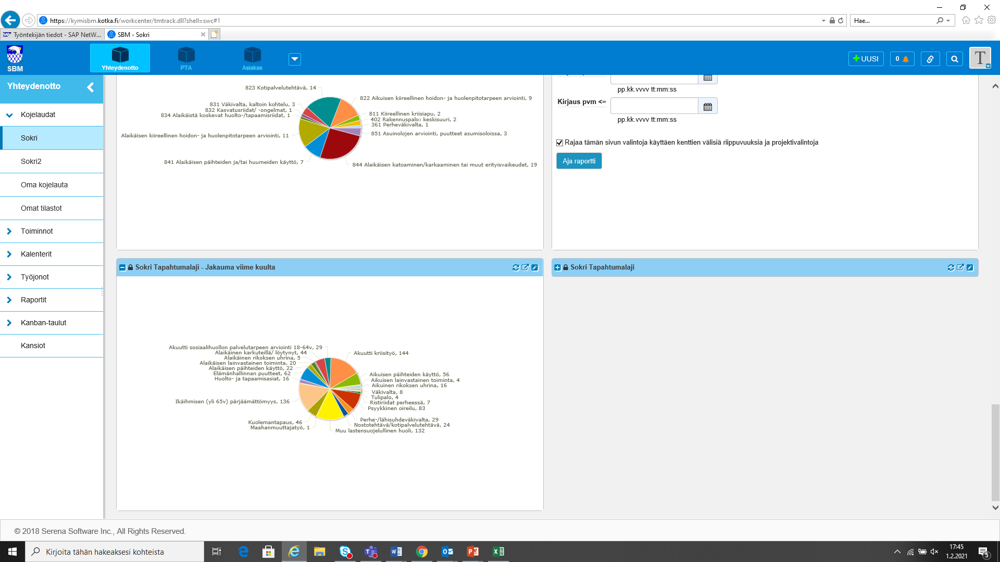 https://kymisbm.kotka.fi/workcenter/tmtrack.dll?shell=swc#1
Hae...
Työntekijän tiedot - SAP NetW...
SBM - Sokri
SBM
Yhteydenotto
PTA
Asiakas
UUSI
0
T
Yhteydenotto
Kojelaudat
Sokri
Sokri2
Oma kojelauta
Omat tilastot
Toiminnot
Kalenterit
Työjonot
Raportit
Kanban-taulut
Kansiot
823 Kotipalvelutehtävä, 14
822 Aikuisen kiireellinen hoidon- ja huolenpitotarpeen arviointi, 9
831 Väkivalta, kaltoin kohtelu, 3
832 Kasvatusriidat/ -ongelmat, 1
834 Alaikäistä koskevat huolto-/tapaamisriidat, 1
811 Kiireellinen kriisiapu, 2
402 Rakennuspalo: keskisuuri, 2
361 Perheväkivalta, 1
851 Asuinolojen arviointi, puutteet asumisoloissa, 3
Alaikäisen kiireellinen hoidon- ja huolenpitotarpeen arviointi, 11
841 Alaikäisen päihteiden ja/tai huumeiden käyttö, 7
844 Alaikäisen katoaminen/karkaaminen tai muut erityisvaikeudet, 19
pp.kk.vvvv tt:mm:ss
Kirjaus pvm <=
pp.kk.vvvv tt:mm:ss
Rajaa tämän sivun valintoja käyttäen kenttien välisiä riippuvuuksia ja projektivalintoja
Aja raportti
Sokri Tapahtumalaji - Jakauma viime kuulta
Sokri Tapahtumalaji
Akuutti sosiaalihuollon palvelutarpeen arviointi 18-64v, 29
Alaikäinen karkuteillä/ löytynyt, 44
Alaikäinen rikoksen uhrina, 5
Alaikäisen lainvastainen toiminta, 20
Alaikäisen päihteiden käyttö, 22
Elämänhallinnan puutteet, 62
Huolto- ja tapaamisasiat, 16
Ikäihmisen (yli 65v) pärjäämättömyys, 136
Kuolemantapaus, 46
Maahanmuuttajatyö, 1
Akuutti kriisityö, 144
Aikuisen päihteiden käyttö, 56
Aikuisen lainvastainen toiminta, 4
Aikuinen rikoksen uhrina, 16
Väkivalta, 8
Tulipalo, 4
Ristiriidat perheessä, 7
Psyykkinen oireilu, 83
Perhe-/lähisuhdeväkivalta, 29
Nostotehtävä/kotipalvelutehtävä, 24
Muu lastensuojelullinen huoli, 132
© 2018 Serena Software Inc., All Rights Reserved.
Kirjoita tähän hakeaksesi kohteista
17:45
1.2.2021
5